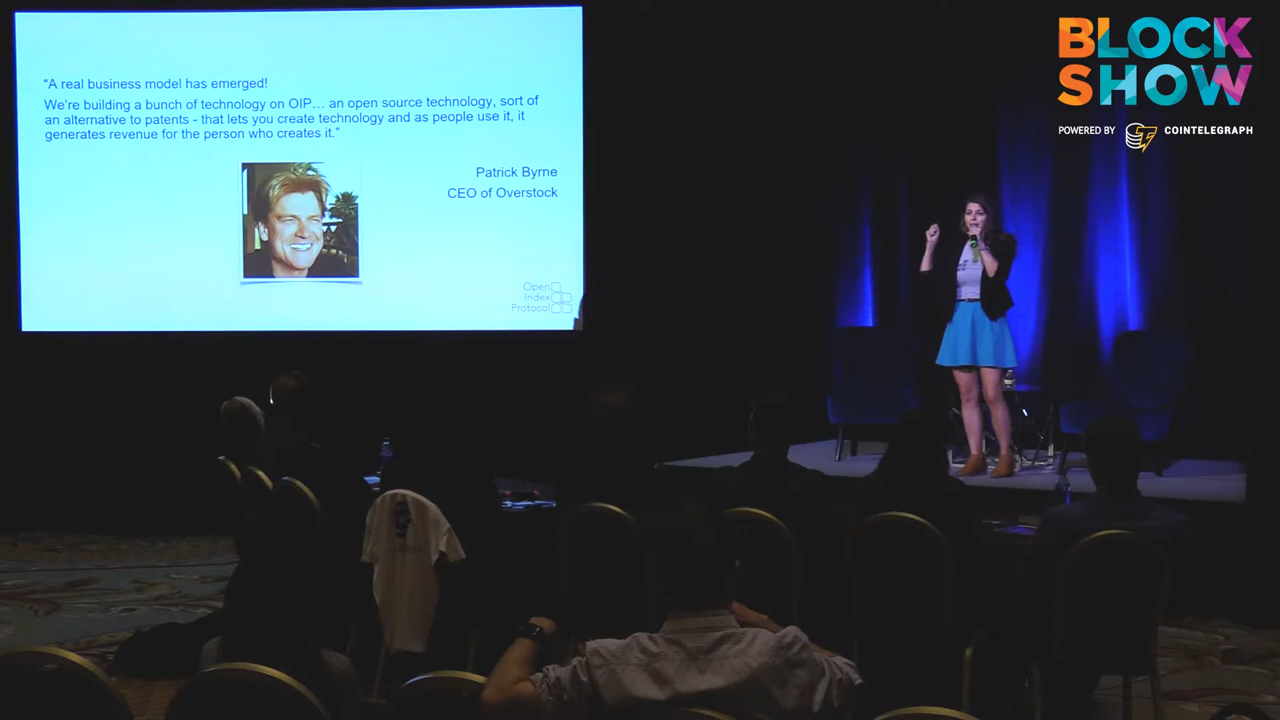 “A real business model has emerged!
We’re building a bunch of technology on OIP… an open source technology, sort of
an alternative to patents - that lets you create technology and as people use it, it
generates revenue for the person who creates it.”
Patrick Byrne
CEO of Overstock
Open
Index
Protocol
BLOCK
SHOW
POWERED BY COINTELEGRAPH